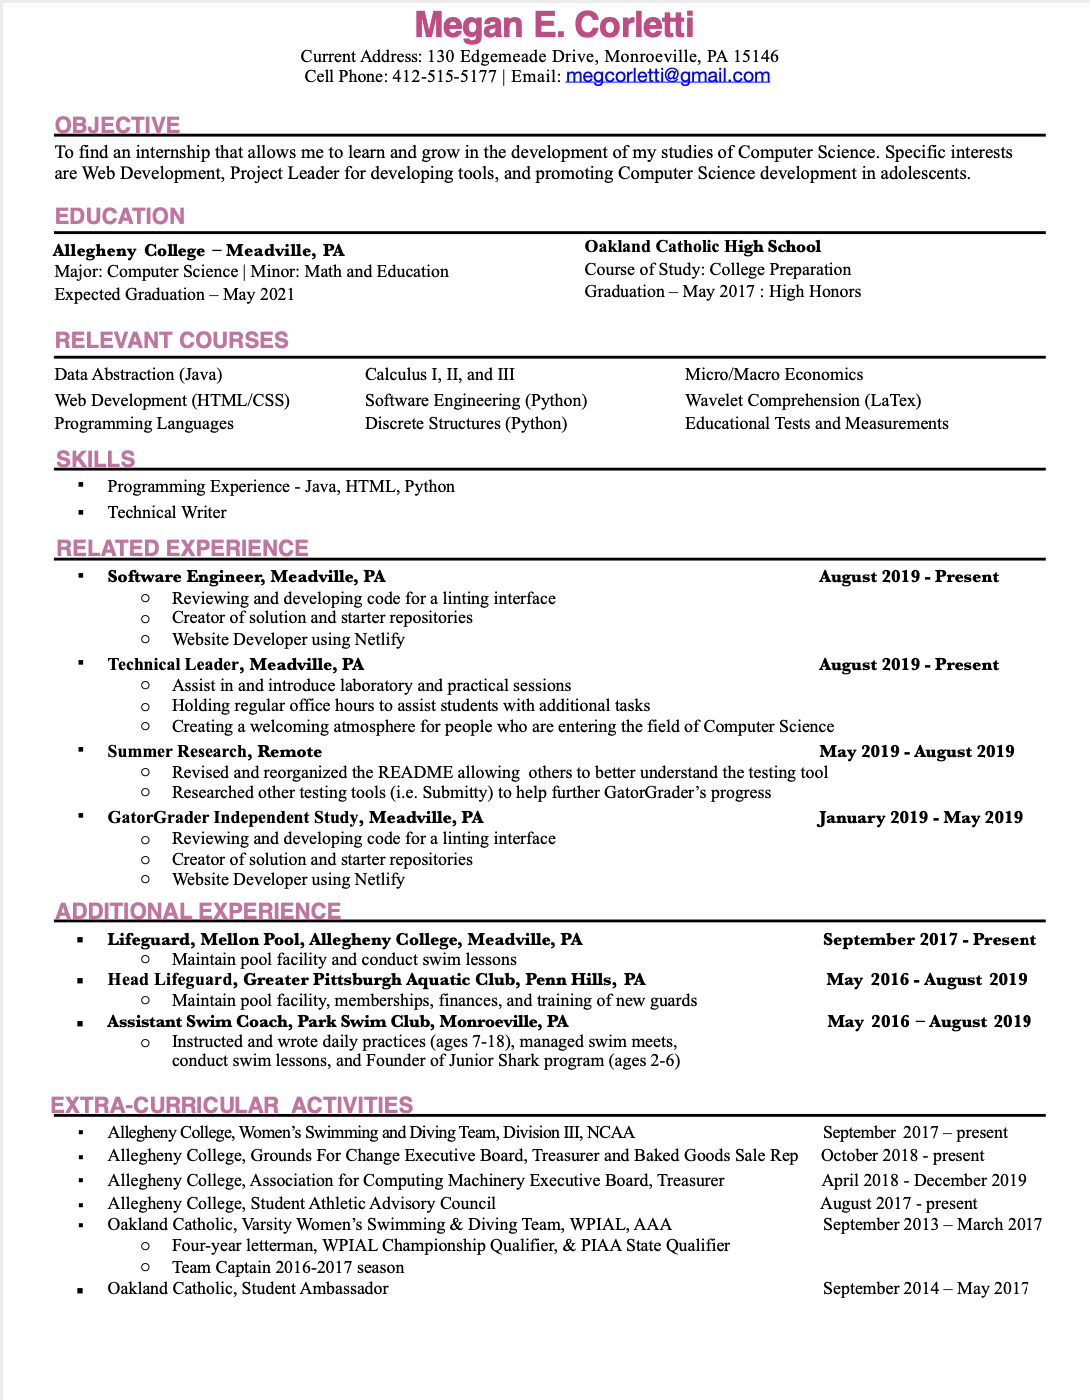 Megan E. Corletti
Current Address: 130 Edgemeade Drive, Monroeville, PA 15146
Cell Phone: 412-515-5177 | Email: megcorletti@gmail.com
OBJECTIVE
To find an internship that allows me to learn and grow in the development of my studies of Computer Science. Specific interests
are Web Development, Project Leader for developing tools, and promoting Computer Science development in adolescents.
EDUCATION
Allegheny College – Meadville, PA
Major: Computer Science | Minor: Math and Education
Expected Graduation – May 2021
Oakland Catholic High School
Course of Study: College Preparation
Graduation – May 2017 : High Honors
RELEVANT COURSES
Data Abstraction (Java) Calculus I, II, and III Micro/Macro Economics
Web Development (HTML/CSS) Software Engineering (Python) Wavelet Comprehension (LaTex)
Programming Languages Discrete Structures (Python) Educational Tests and Measurements
SKILLS
▪ Programming Experience - Java, HTML, Python
▪ Technical Writer
RELATED EXPERIENCE
▪ Software Engineer, Meadville, PA August 2019 - Present
o Reviewing and developing code for a linting interface
o Creator of solution and starter repositories
o Website Developer using Netlify
▪ Technical Leader, Meadville, PA August 2019 - Present
o Assist in and introduce laboratory and practical sessions
o Holding regular office hours to assist students with additional tasks
o Creating a welcoming atmosphere for people who are entering the field of Computer Science
▪ Summer Research, Remote May 2019 - August 2019
o Revised and reorganized the README allowing others to better understand the testing tool
o Researched other testing tools (i.e. Submitty) to help further GatorGrader’s progress
▪ GatorGrader Independent Study, Meadville, PA January 2019 - May 2019
o Reviewing and developing code for a linting interface
o Creator of solution and starter repositories
o Website Developer using Netlify
ADDITIONAL EXPERIENCE
▪ Lifeguard, Mellon Pool, Allegheny College, Meadville, PA September 2017 - Present
o Maintain pool facility and conduct swim lessons
▪ Head Lifeguard, Greater Pittsburgh Aquatic Club, Penn Hills, PA May 2016 - August 2019
o Maintain pool facility, memberships, finances, and training of new guards
▪ Assistant Swim Coach, Park Swim Club, Monroeville, PA May 2016 – August 2019
o Instructed and wrote daily practices (ages 7-18), managed swim meets,
conduct swim lessons, and Founder of Junior Shark program (ages 2-6)
EXTRA-CURRICULAR ACTIVITIES
▪ Allegheny College, Women’s Swimming and Diving Team, Division III, NCAA September 2017 – present
▪ Allegheny College, Grounds For Change Executive Board, Treasurer and Baked Goods Sale Rep October 2018 - present
▪ Allegheny College, Association for Computing Machinery Executive Board, Treasurer April 2018 - December 2019
▪ Allegheny College, Student Athletic Advisory Council August 2017 - present
▪ Oakland Catholic, Varsity Women’s Swimming & Diving Team, WPIAL, AAA September 2013 – March 2017
o Four-year letterman, WPIAL Championship Qualifier, & PIAA State Qualifier
o Team Captain 2016-2017 season
▪ Oakland Catholic, Student Ambassador September 2014 – May 2017